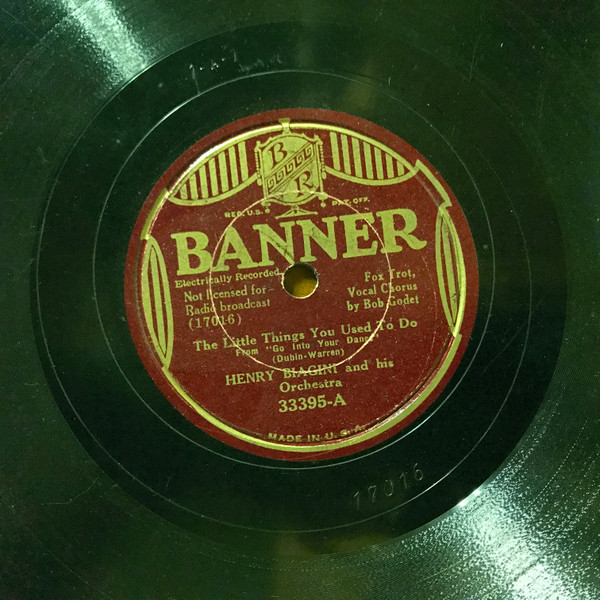 B
R
REG. U.S. PAT. OFF.
BANNER
Electrically Recorded
Not licensed for
Radio broadcast
(17016)
Fox Trot,
Vocal Chorus
by Bob Godet
The Little Things You Used To Do
From "Go Into Your Dance"
(Dubin-Warren)
HENRY BIAGINI and his
Orchestra
33395-A
MADE IN U.S.A.
17016